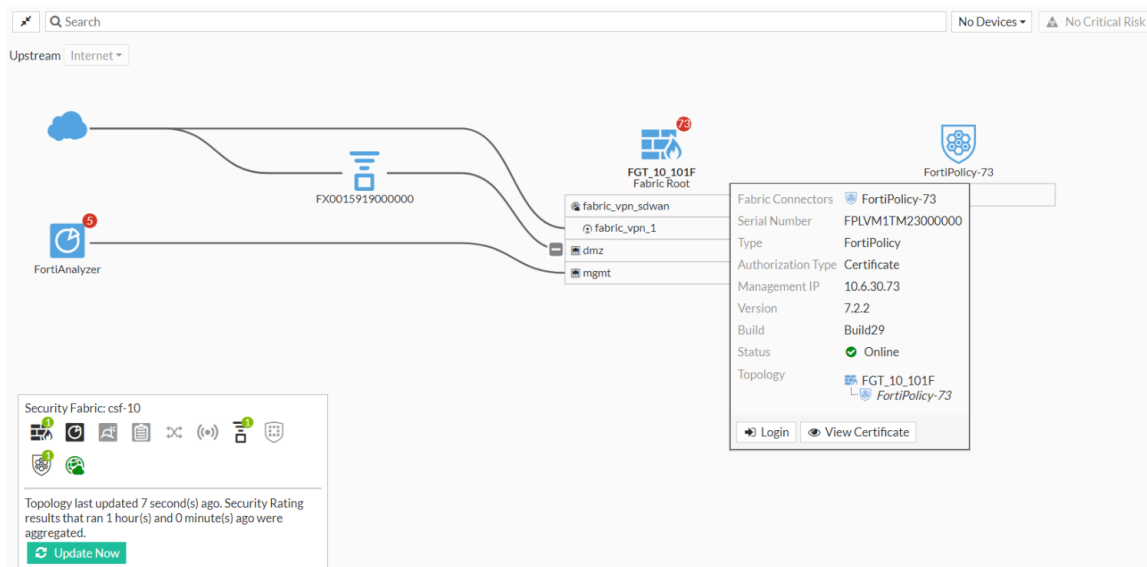 Search
No Devices
No Critical Risk
Upstream
Internet
73
FGT_10_101F
Fabric Root
FortiPolicy-73
FX0015919000000
fabric_vpn_sdwan
fabric_vpn_1
dmz
mgmt
5
FortiAnalyzer
Fabric Connectors FortiPolicy-73
Serial Number FPLVM1TM23000000
Type FortiPolicy
Authorization Type Certificate
Management IP 10.6.30.73
Version 7.2.2
Build Build29
Status Online
Topology FGT_10_101F
FortiPolicy-73
Login View Certificate
Security Fabric: csf-10
1
1
1
Topology last updated 7 second(s) ago. Security Rating
results that ran 1 hour(s) and 0 minute(s) ago were
aggregated.
Update Now